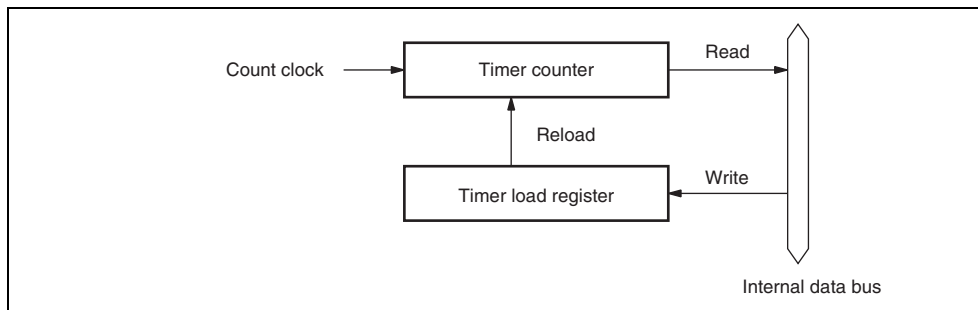 Read
Count clock
Timer counter
Reload
Write
Timer load register
Internal data bus